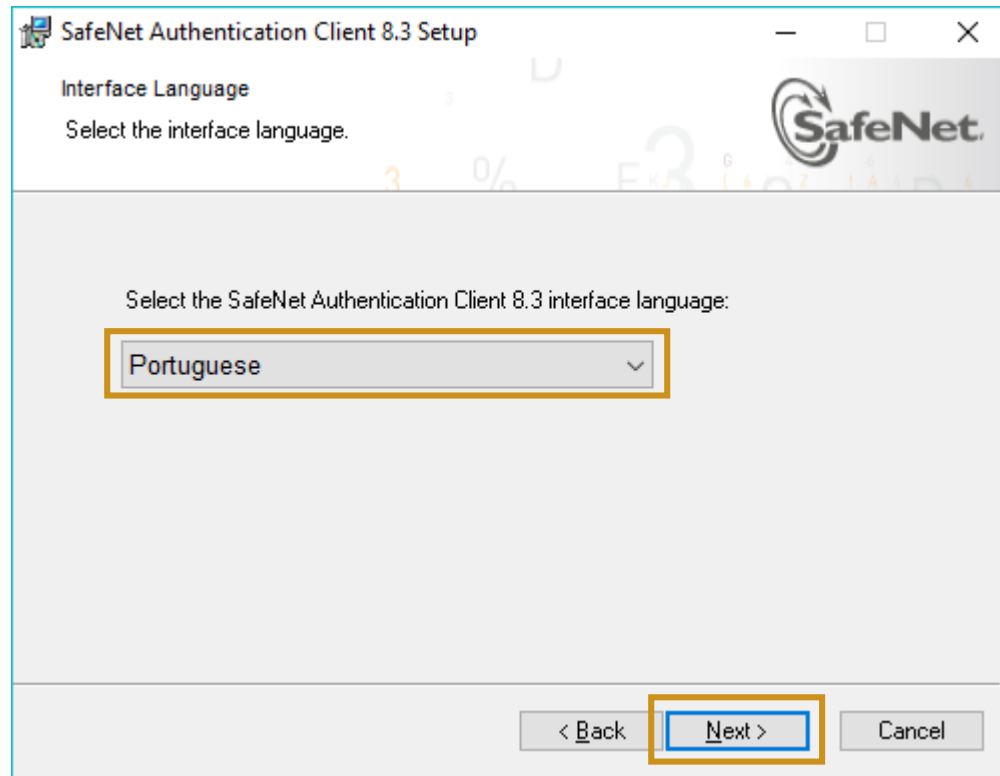 SafeNet Authentication Client 8.3 Setup
Interface Language
Select the interface language.
SafeNet.
Select the SafeNet Authentication Client 8.3 interface language:
Portuguese
< Back
Next >
Cancel